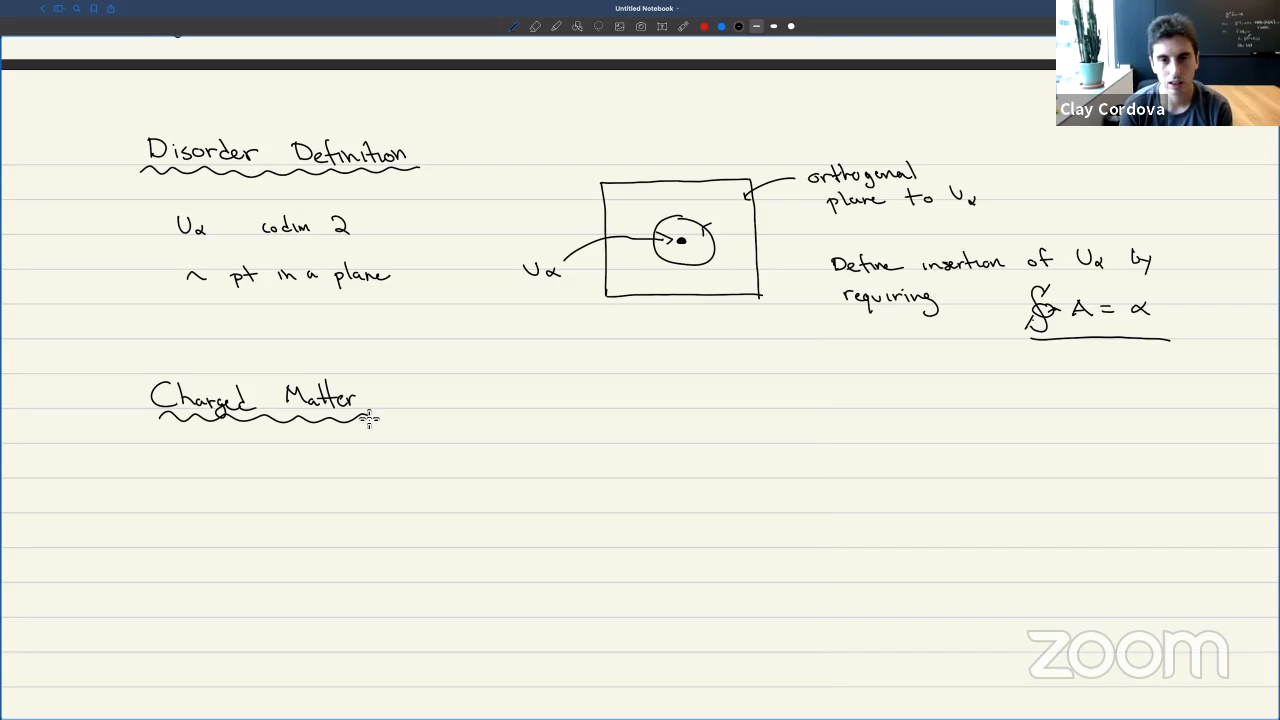 Untitled Notebook
Clay Cordova
Disorder Definition
Uα codim 2
~ pt in a plane
Uα
orthogonal
plane to Uα
Define insertion of Uα by
requiring ∮ A = α
Charged Matter
zoom